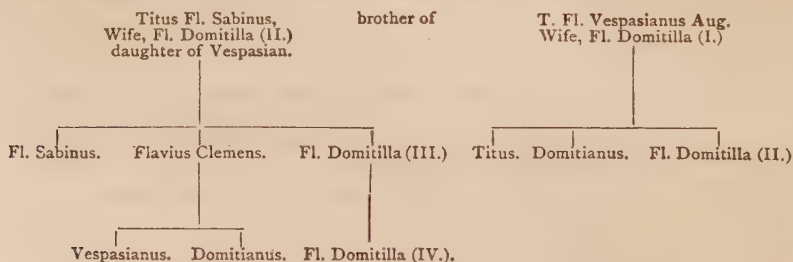 Titus Fl. Sabinus, brother of T. Fl. Vespasianus Aug.
Wife, Fl. Domitilla (II.) Wife, Fl. Domitilla (I.)
daughter of Vespasian.
Fl. Sabinus. Flavius Clemens. Fl. Domitilla (III.) Titus. Domitianus. Fl. Domitilla (II.)
Vespasianus. Domitianus. Fl. Domitilla (IV.).